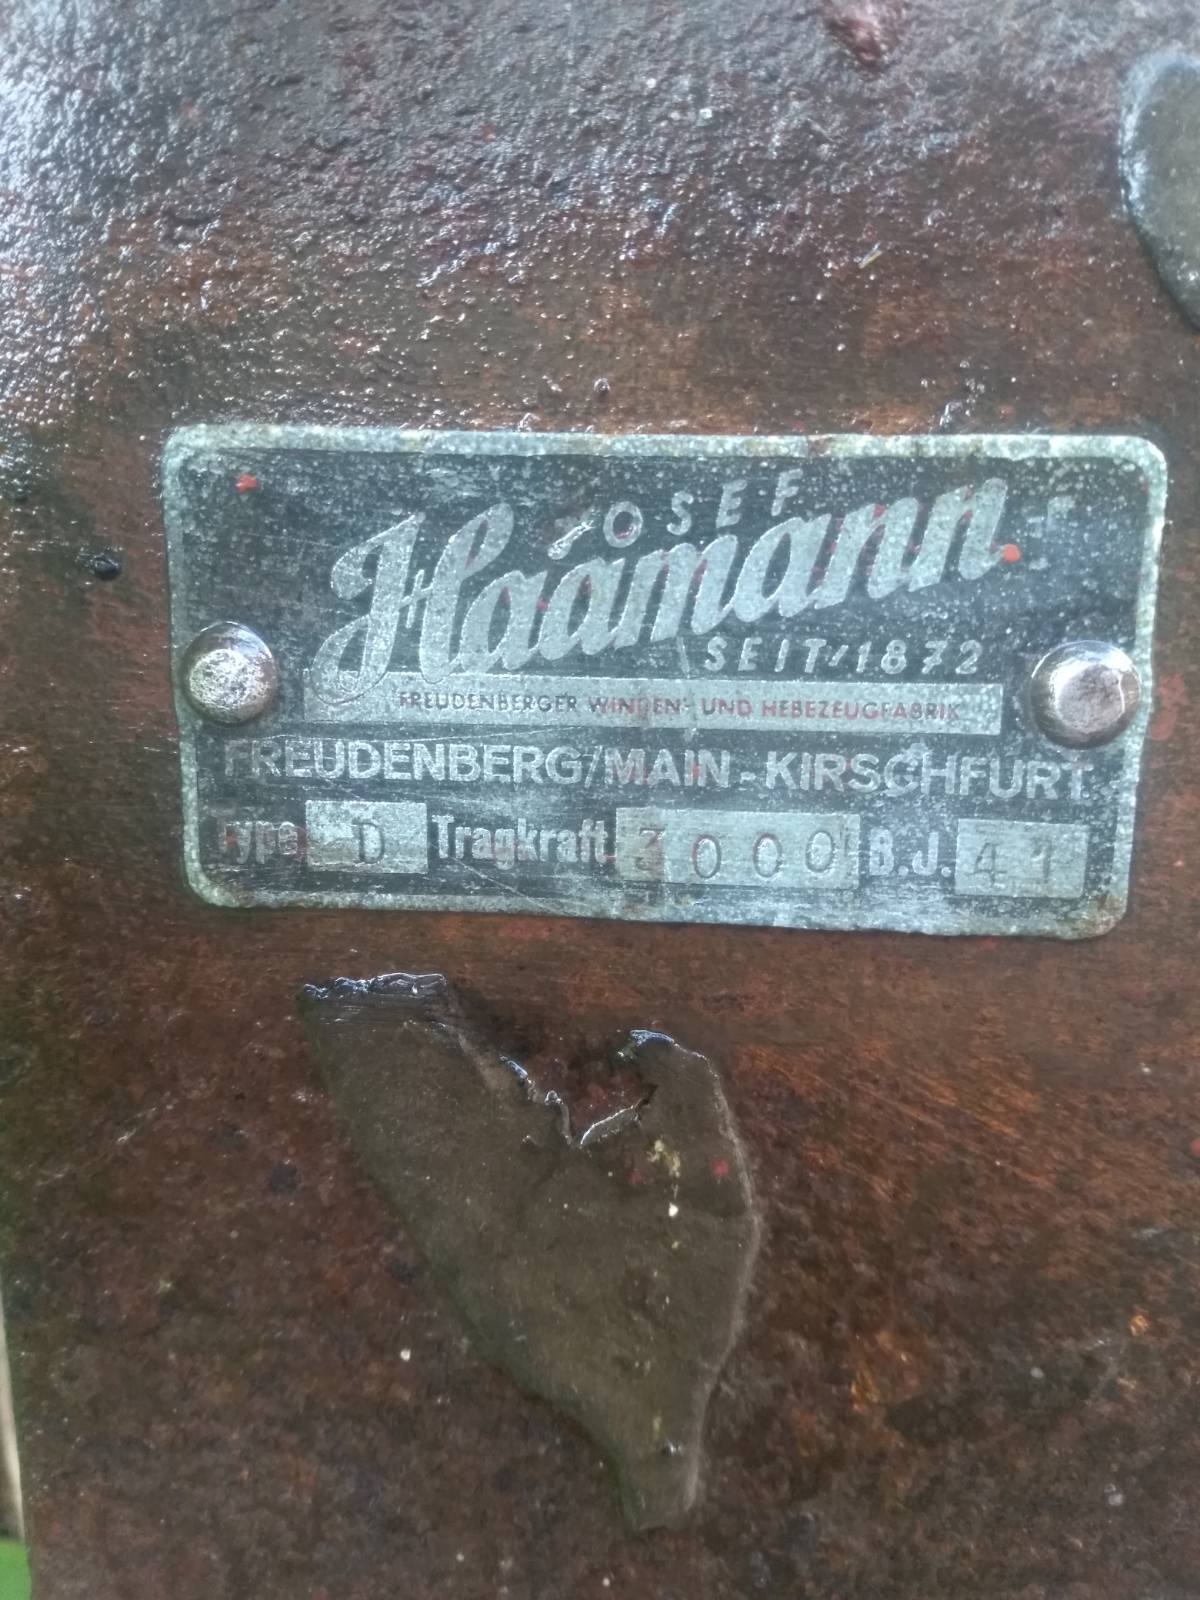 JOSEF
Haamann
SEIT 1872
FREUDENBERGER WINDEN- UND HEBEZEUGFABRIK
FREUDENBERG/MAIN-KIRSCHFURT
Type D Tragkraft 3000 B.J. 41